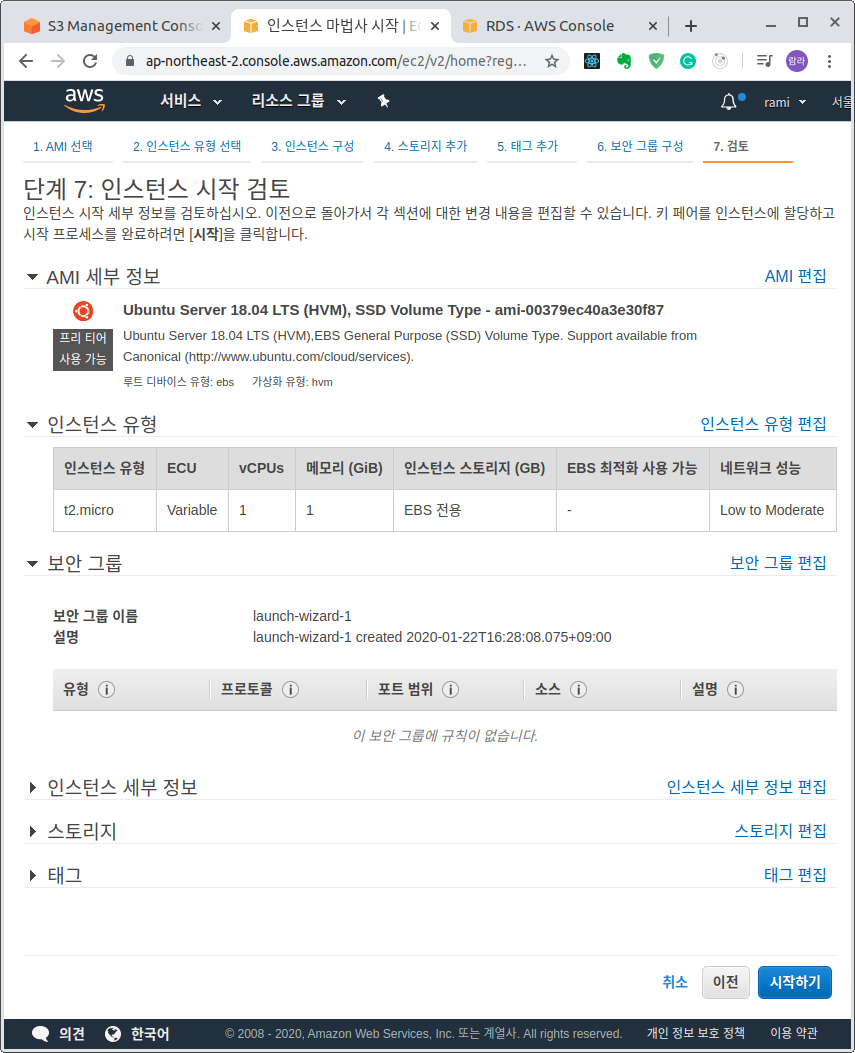 S3 Management Conso
인스턴스 마법사 시작 | EC
RDS · AWS Console
ap-northeast-2.console.aws.amazon.com/ec2/v2/home?reg…
람라
aws
서비스
리소스 그룹
rami
서울
1. AMI 선택
2. 인스턴스 유형 선택
3. 인스턴스 구성
4. 스토리지 추가
5. 태그 추가
6. 보안 그룹 구성
7. 검토
단계 7: 인스턴스 시작 검토
인스턴스 시작 세부 정보를 검토하십시오. 이전으로 돌아가서 각 섹션에 대한 변경 내용을 편집할 수 있습니다. 키 페어를 인스턴스에 할당하고
시작 프로세스를 완료하려면 [시작]을 클릭합니다.
AMI 세부 정보
AMI 편집
Ubuntu Server 18.04 LTS (HVM), SSD Volume Type - ami-00379ec40a3e30f87
프리 티어
사용 가능
Ubuntu Server 18.04 LTS (HVM),EBS General Purpose (SSD) Volume Type. Support available from
Canonical (http://www.ubuntu.com/cloud/services).
루트 디바이스 유형: ebs 가상화 유형: hvm
인스턴스 유형
인스턴스 유형 편집
인스턴스 유형 ECU vCPUs 메모리 (GiB) 인스턴스 스토리지 (GB) EBS 최적화 사용 가능 네트워크 성능
t2.micro Variable 1 1 EBS 전용 - Low to Moderate
보안 그룹
보안 그룹 편집
보안 그룹 이름 launch-wizard-1
설명 launch-wizard-1 created 2020-01-22T16:28:08.075+09:00
유형 프로토콜 포트 범위 소스 설명
이 보안 그룹에 규칙이 없습니다.
인스턴스 세부 정보
인스턴스 세부 정보 편집
스토리지
스토리지 편집
태그
태그 편집
취소
이전
시작하기
의견
한국어
© 2008 - 2020, Amazon Web Services, Inc. 또는 계열사. All rights reserved.
개인 정보 보호 정책
이용 약관